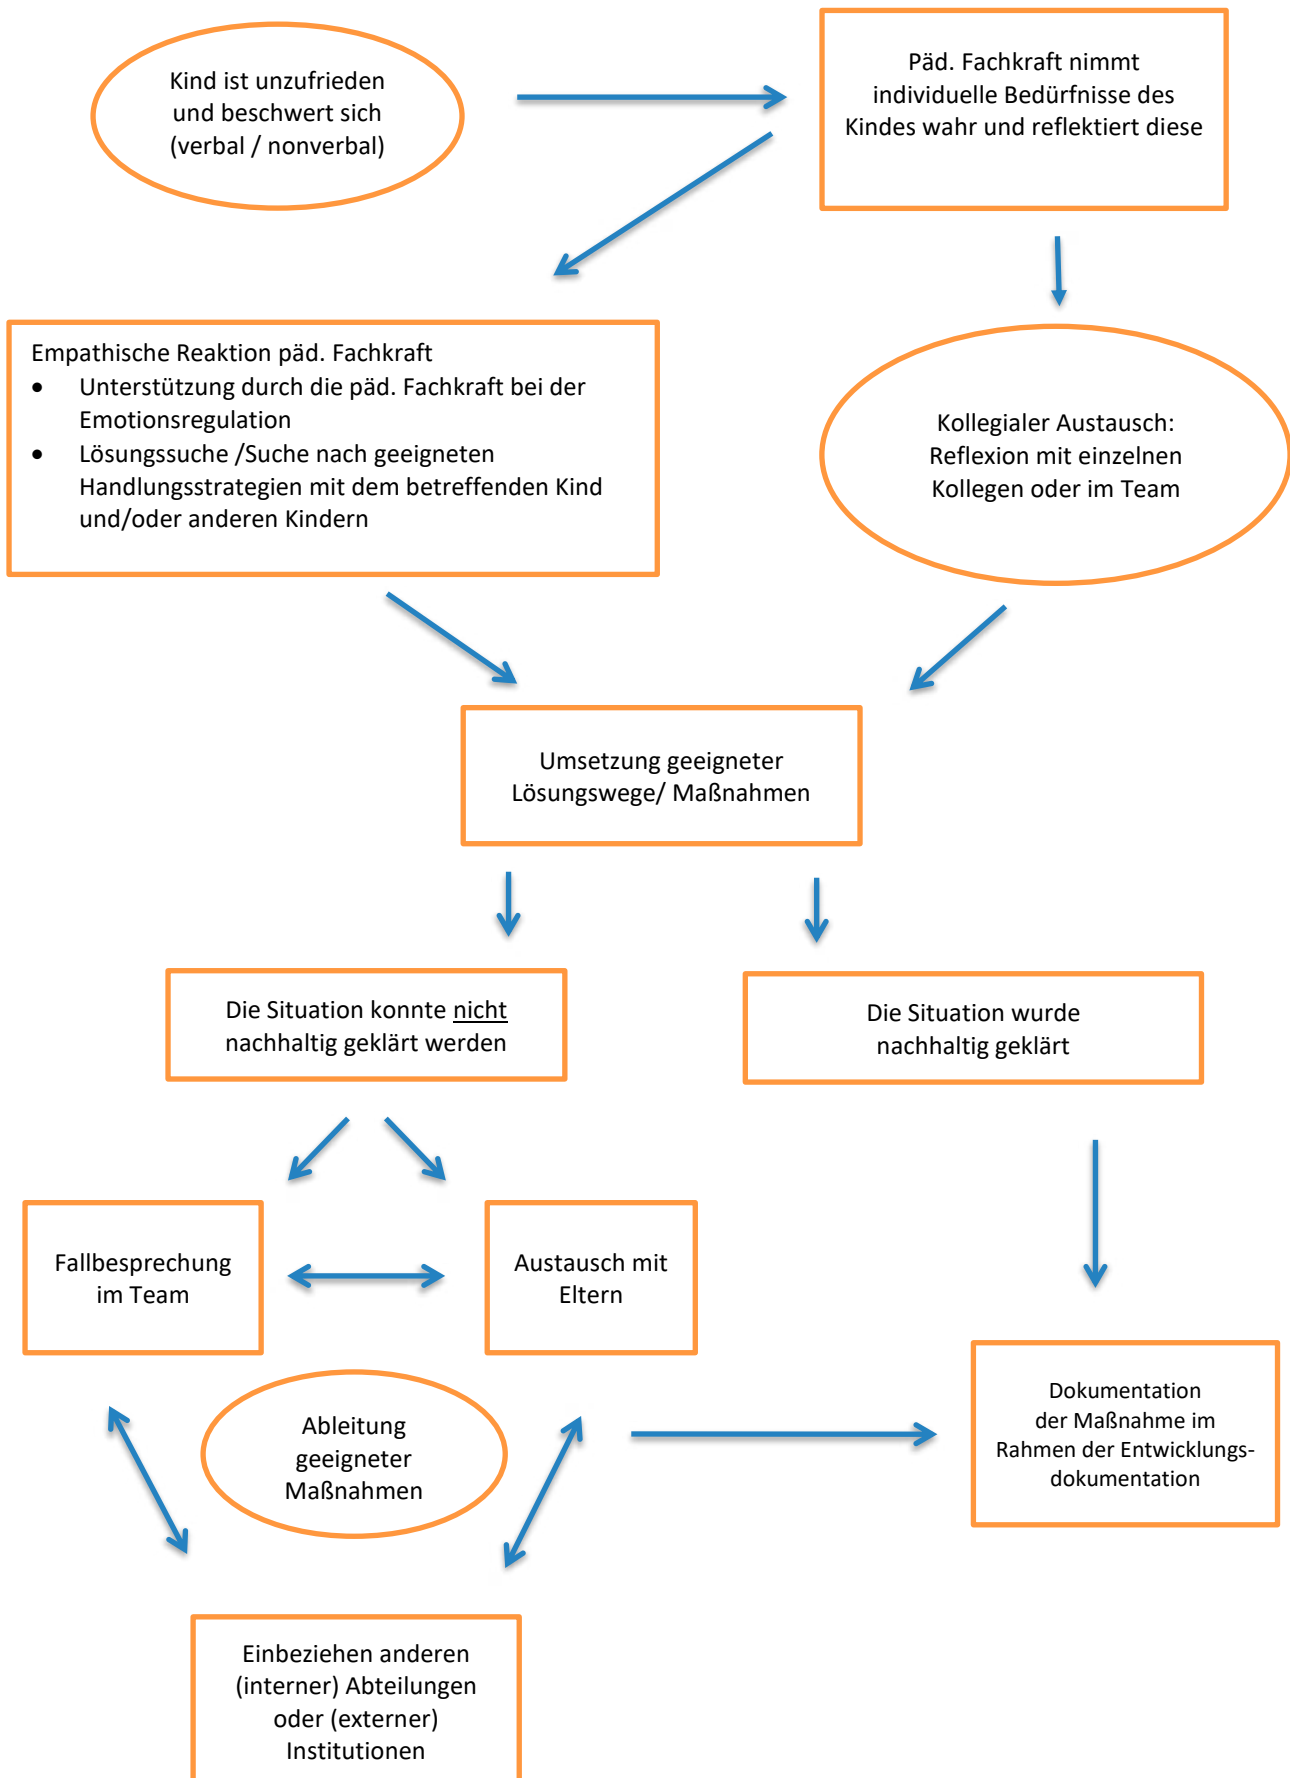 Kind ist unzufrieden
und beschwert sich
(verbal / nonverbal)
Päd. Fachkraft nimmt
individuelle Bedürfnisse des
Kindes wahr und reflektiert diese
Empathische Reaktion päd. Fachkraft
• Unterstützung durch die päd. Fachkraft bei der
Emotionsregulation
• Lösungssuche /Suche nach geeigneten
Handlungsstrategien mit dem betreffenden Kind
und/oder anderen Kindern
Kollegialer Austausch:
Reflexion mit einzelnen
Kollegen oder im Team
Umsetzung geeigneter
Lösungswege/ Maßnahmen
Die Situation konnte nicht
nachhaltig geklärt werden
Die Situation wurde
nachhaltig geklärt
Fallbesprechung
im Team
Austausch mit
Eltern
Ableitung
geeigneter
Maßnahmen
Dokumentation
der Maßnahme im
Rahmen der Entwicklungs-
dokumentation
Einbeziehen anderen
(interner) Abteilungen
oder (externer)
Institutionen